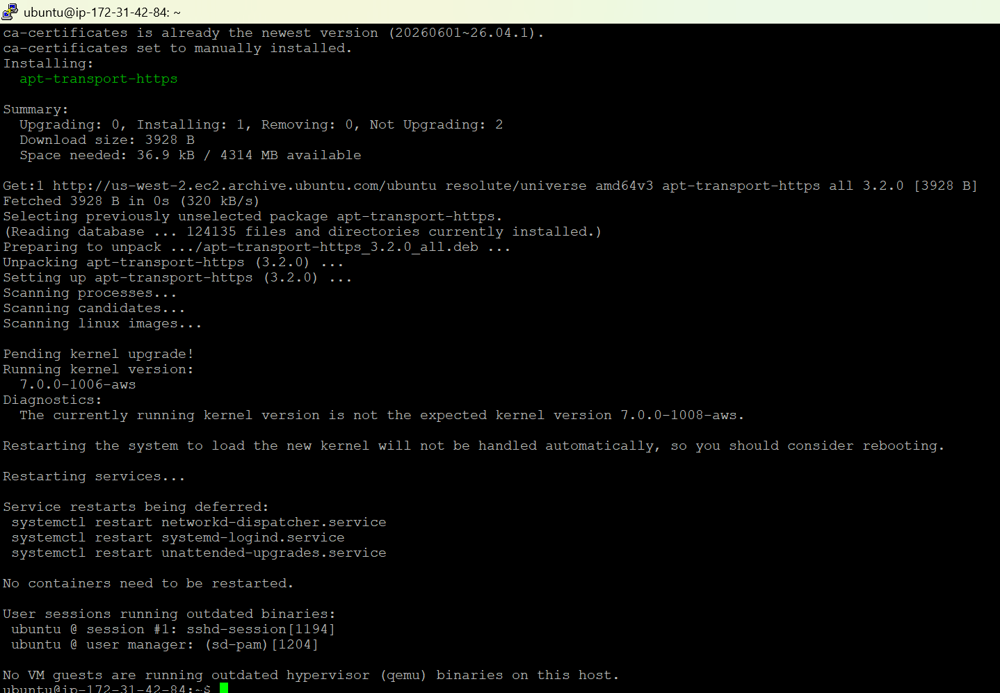 ubuntu@ip-172-31-42-84: ~
ca-certificates is already the newest version (20260601~26.04.1).
ca-certificates set to manually installed.
Installing:
  apt-transport-https

Summary:
  Upgrading: 0, Installing: 1, Removing: 0, Not Upgrading: 2
  Download size: 3928 B
  Space needed: 36.9 kB / 4314 MB available

Get:1 http://us-west-2.ec2.archive.ubuntu.com/ubuntu resolute/universe amd64v3 apt-transport-https all 3.2.0 [3928 B]
Fetched 3928 B in 0s (320 kB/s)
Selecting previously unselected package apt-transport-https.
(Reading database ... 124135 files and directories currently installed.)
Preparing to unpack .../apt-transport-https_3.2.0_all.deb ...
Unpacking apt-transport-https (3.2.0) ...
Setting up apt-transport-https (3.2.0) ...
Scanning processes...
Scanning candidates...
Scanning linux images...

Pending kernel upgrade!
Running kernel version:
  7.0.0-1006-aws
Diagnostics:
  The currently running kernel version is not the expected kernel version 7.0.0-1008-aws.

Restarting the system to load the new kernel will not be handled automatically, so you should consider rebooting.

Restarting services...

Service restarts being deferred:
 systemctl restart networkd-dispatcher.service
 systemctl restart systemd-logind.service
 systemctl restart unattended-upgrades.service

No containers need to be restarted.

User sessions running outdated binaries:
 ubuntu @ session #1: sshd-session[1194]
 ubuntu @ user manager: (sd-pam)[1204]

No VM guests are running outdated hypervisor (qemu) binaries on this host.
ubuntu@ip-172-31-42-84:~$